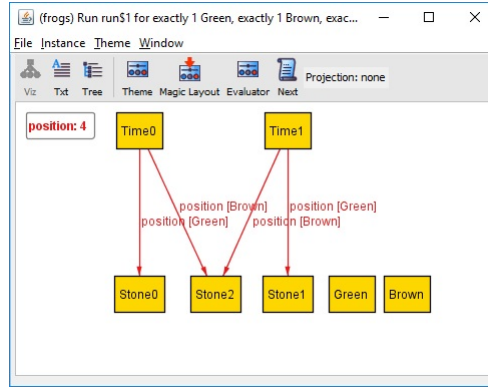 (frogs) Run run$1 for exactly 1 Green, exactly 1 Brown, exac...
File Instance Theme Window
Viz Txt Tree Theme Magic Layout Evaluator Next Projection: none
position: 4
Time0 Time1
position [Brown] position [Green]
position [Green] position [Brown]
Stone0 Stone2 Stone1 Green Brown